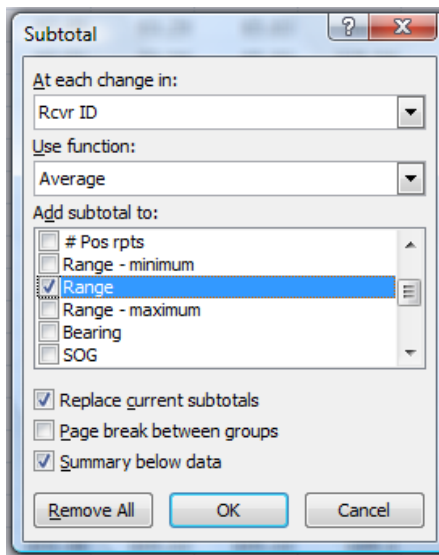 Subtotal
At each change in:
Rcvr ID
Use function:
Average
Add subtotal to:
# Pos rpts
Range - minimum
Range
Range - maximum
Bearing
SOG
Replace current subtotals
Page break between groups
Summary below data
Remove All OK Cancel